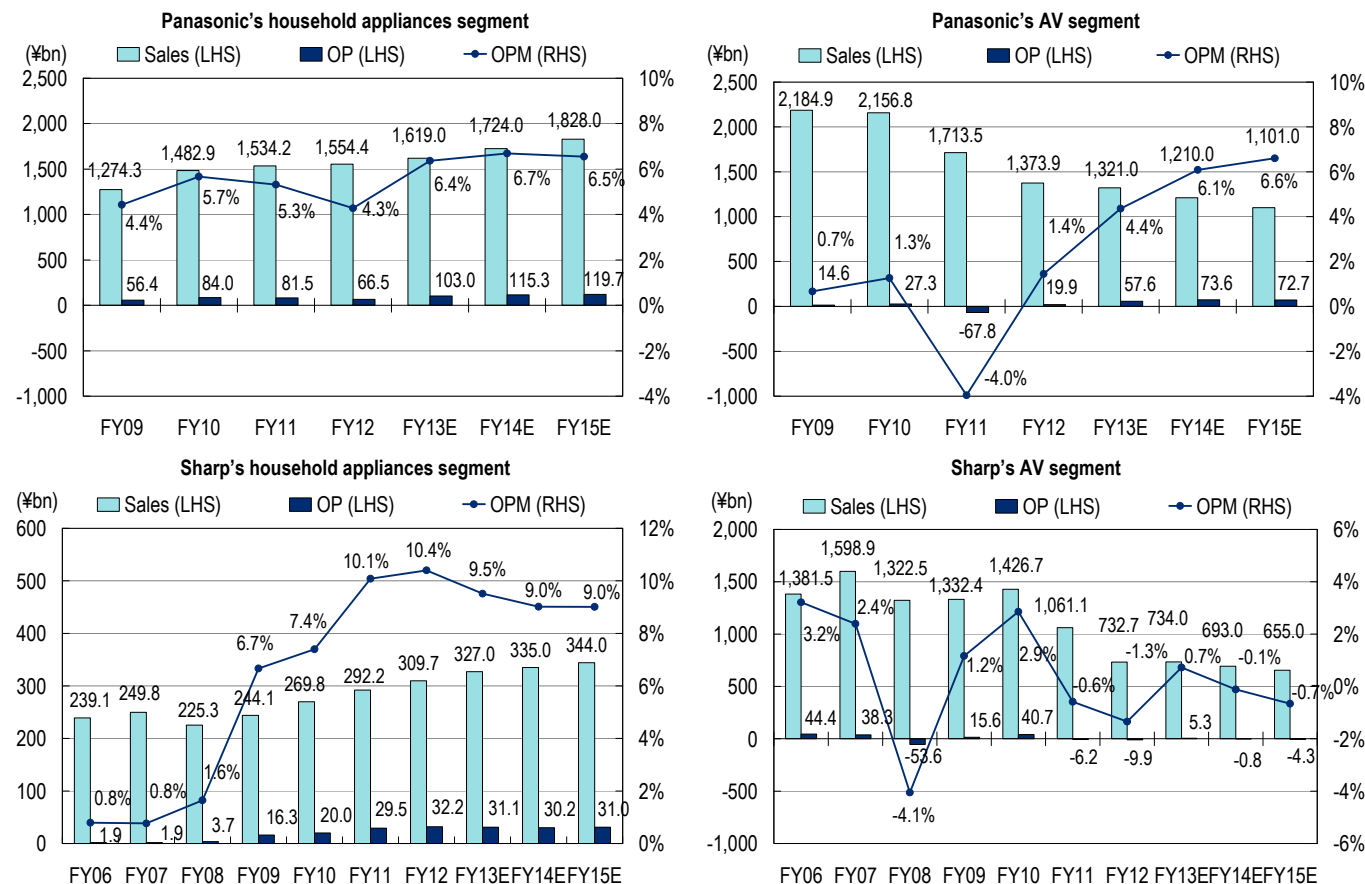 Panasonic's household appliances segment
(¥bn) Sales (LHS) OP (LHS) OPM (RHS)
2,500 10%
2,000 8%
1,500 6%
1,000 4%
500 2%
0 0%
-500 -2%
-1,000 -4%
1,274.3 1,482.9 1,534.2 1,554.4 1,619.0 1,724.0 1,828.0
4.4% 5.7% 5.3% 4.3% 6.4% 6.7% 6.5%
56.4 84.0 81.5 66.5 103.0 115.3 119.7
FY09 FY10 FY11 FY12 FY13E FY14E FY15E
Panasonic's AV segment
(¥bn) Sales (LHS) OP (LHS) OPM (RHS)
2,500 10%
2,000 8%
1,500 6%
1,000 4%
500 2%
0 0%
-500 -2%
-1,000 -4%
2,184.9 2,156.8 1,713.5 1,373.9 1,321.0 1,210.0 1,101.0
0.7% 1.3% -4.0% 1.4% 4.4% 6.1% 6.6%
14.6 27.3 -67.8 19.9 57.6 73.6 72.7
FY09 FY10 FY11 FY12 FY13E FY14E FY15E
Sharp's household appliances segment
(¥bn) Sales (LHS) OP (LHS) OPM (RHS)
600 12%
500 10%
400 8%
300 6%
200 4%
100 2%
0 0%
239.1 249.8 225.3 244.1 269.8 292.2 309.7 327.0 335.0 344.0
0.8% 0.8% 1.6% 6.7% 7.4% 10.1% 10.4% 9.5% 9.0% 9.0%
1.9 1.9 3.7 16.3 20.0 29.5 32.2 31.1 30.2 31.0
FY06 FY07 FY08 FY09 FY10 FY11 FY12 FY13E FY14E FY15E
Sharp's AV segment
(¥bn) Sales (LHS) OP (LHS) OPM (RHS)
2,000 6%
1,500 4%
1,000 2%
500 0%
0 -2%
-500 -4%
-1,000 -6%
1,381.5 1,598.9 1,322.5 1,332.4 1,426.7 1,061.1 732.7 734.0 693.0 655.0
3.2% 2.4% -4.1% 1.2% 2.9% -0.6% -1.3% 0.7% -0.1% -0.7%
44.4 38.3 -53.6 15.6 40.7 -6.2 -9.9 5.3 -0.8 -4.3
FY06 FY07 FY08 FY09 FY10 FY11 FY12 FY13E FY14E FY15E